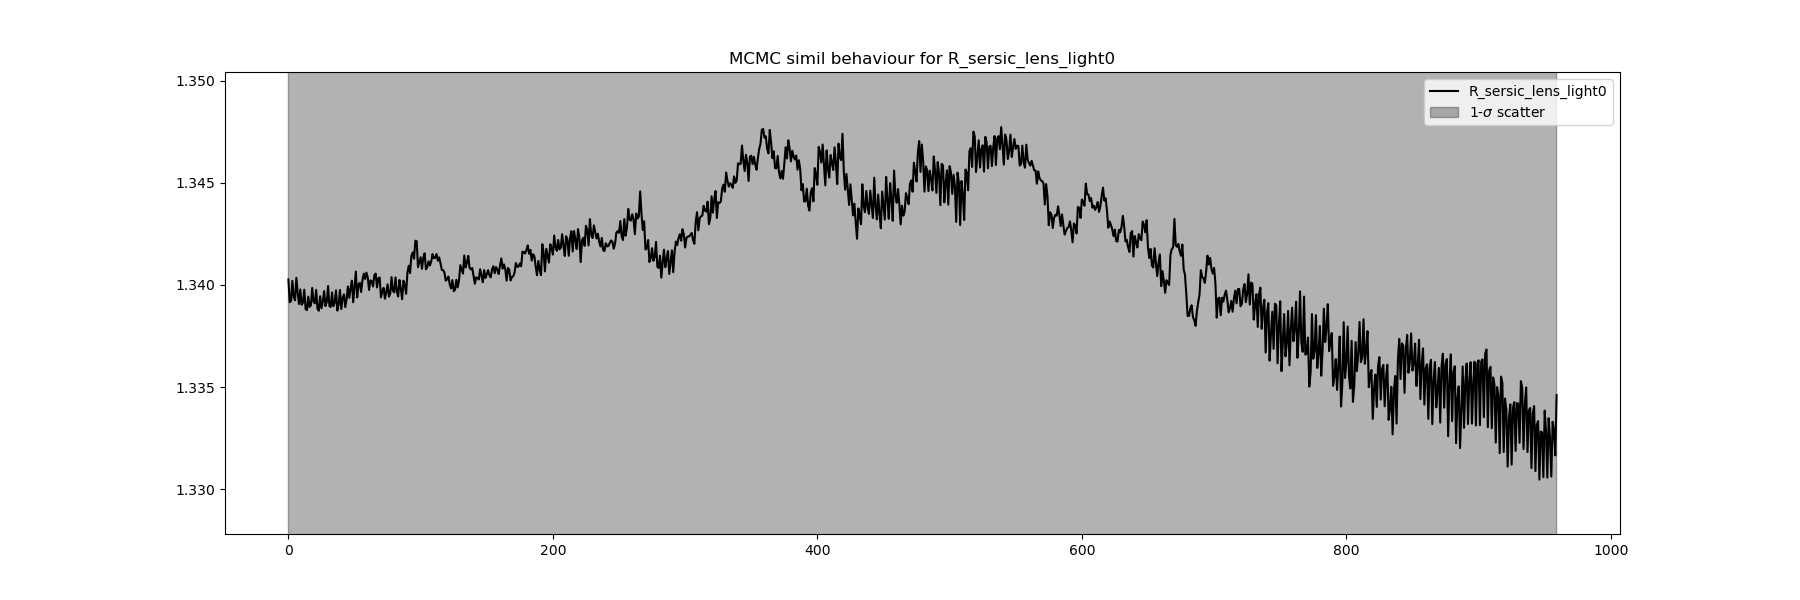 MCMC simil behaviour for R_sersic_lens_light0
1.350
1.345
1.340
1.335
1.330
R_sersic_lens_light0
1-σ scatter
0 200 400 600 800 1000